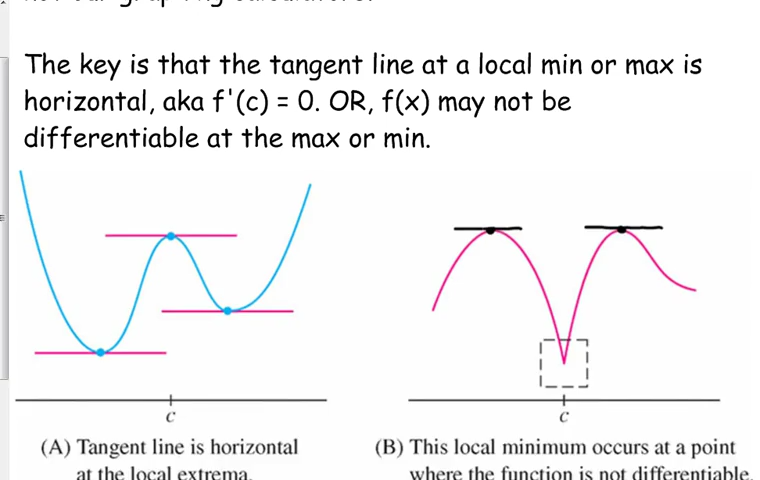 The key is that the tangent line at a local min or max is
horizontal, aka f'(c) = 0. OR, f(x) may not be
differentiable at the max or min.
c
c
(A) Tangent line is horizontal
at the local extrema.
(B) This local minimum occurs at a point
where the function is not differentiable.